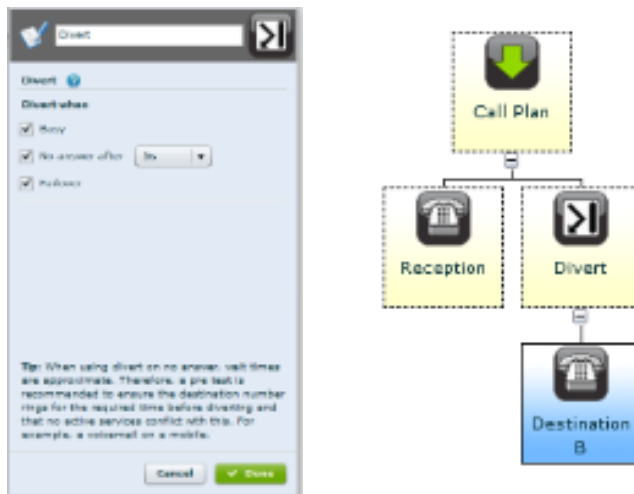 Divert
Divert
Divert when
Busy
No answer after
Failover
Tip: When using divert on no answer, wait times
are approximate. Therefore, a pre test is
recommended to ensure the destination number
rings for the required time before diverting and
that no active services conflict with this. For
example, a voicemail on a mobile.
Cancel
Done
Call Plan
Reception
Divert
Destination
B